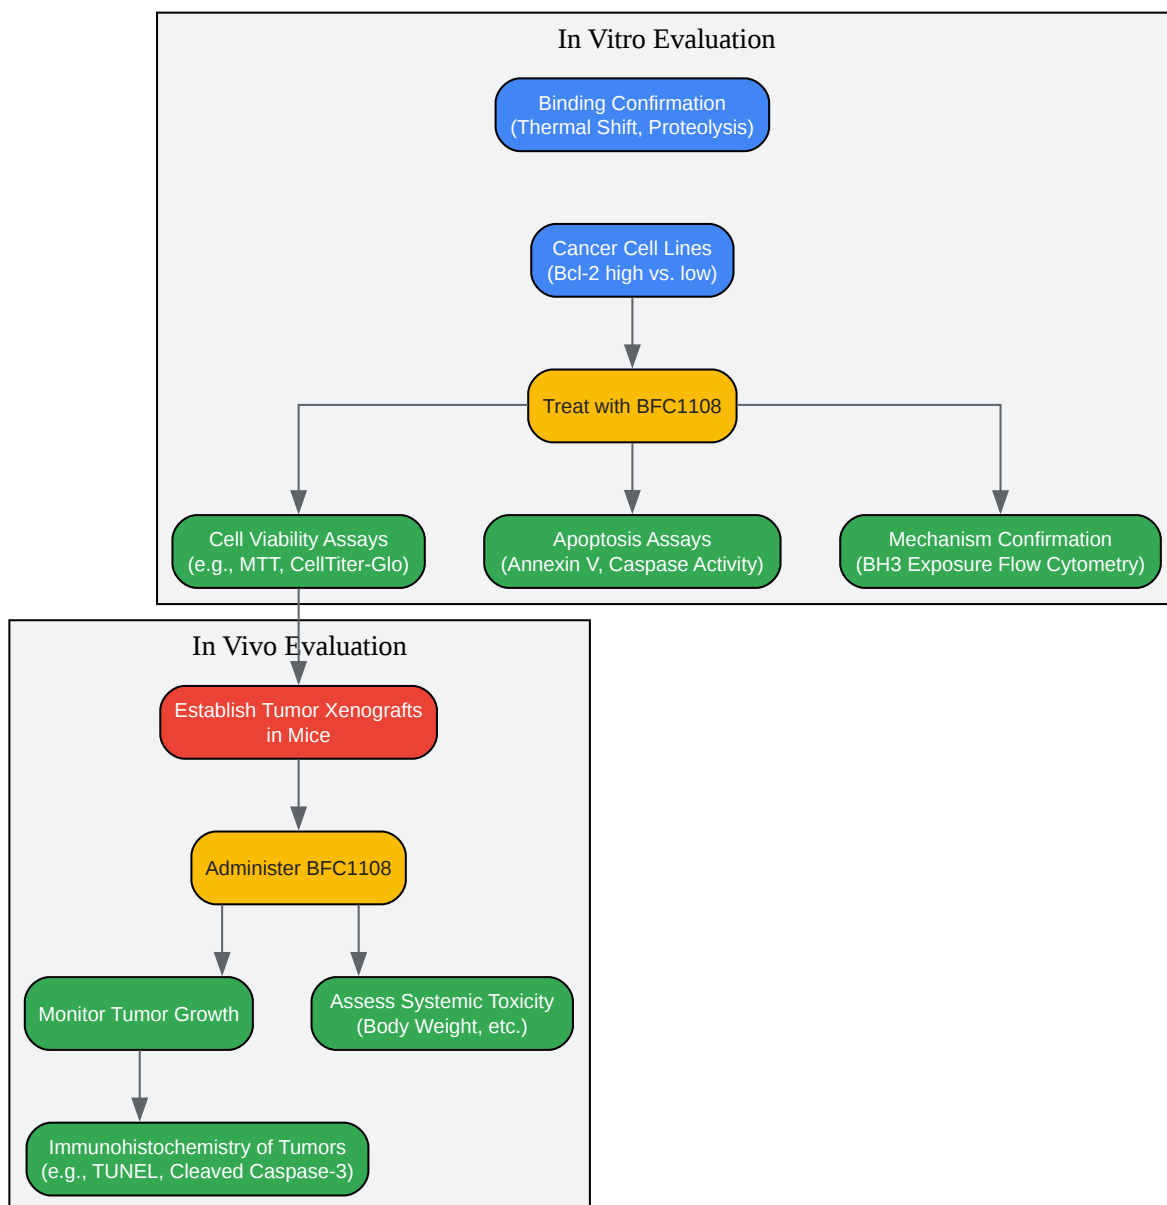 In Vitro Evaluation
Binding Confirmation
(Thermal Shift, Proteolysis)
Cancer Cell Lines
(Bcl-2 high vs. low)
Treat with BFC1108
Cell Viability Assays
(e.g., MTT, CellTiter-Glo)
Apoptosis Assays
(Annexin V, Caspase Activity)
Mechanism Confirmation
(BH3 Exposure Flow Cytometry)
In Vivo Evaluation
Establish Tumor Xenografts
in Mice
Administer BFC1108
Monitor Tumor Growth
Assess Systemic Toxicity
(Body Weight, etc.)
Immunohistochemistry of Tumors
(e.g., TUNEL, Cleaved Caspase-3)